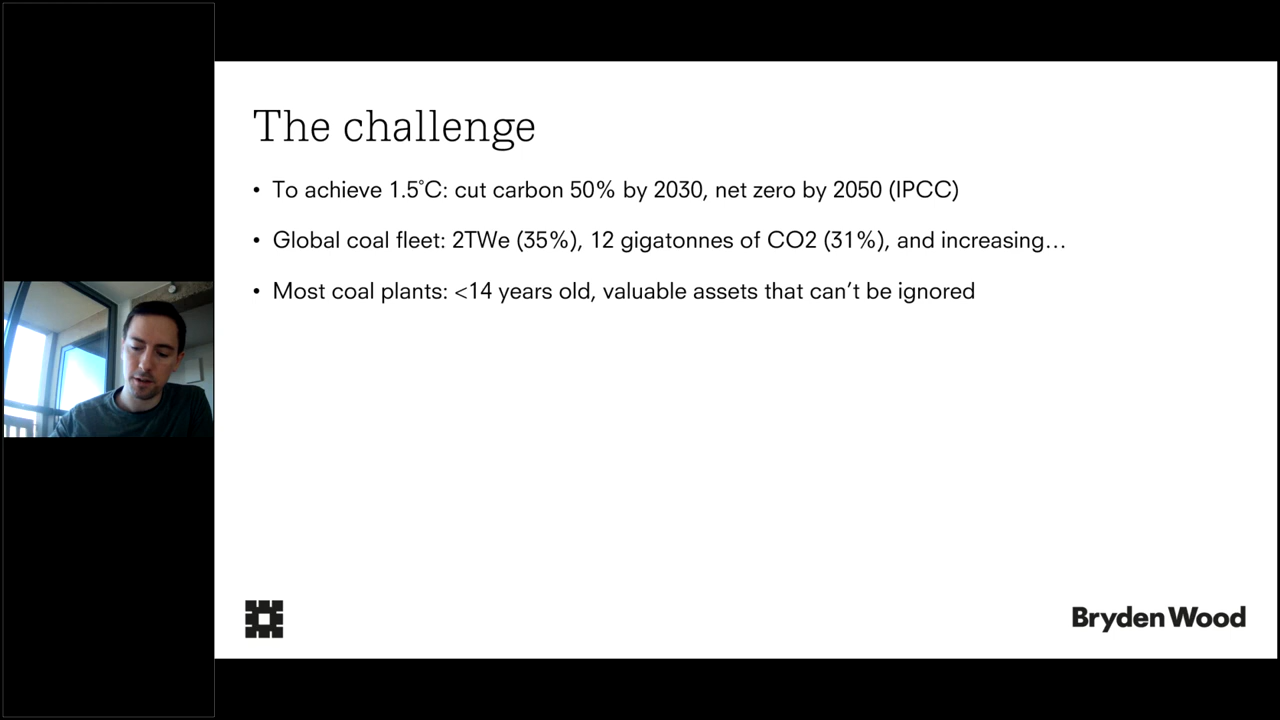 The challenge
• To achieve 1.5°C: cut carbon 50% by 2030, net zero by 2050 (IPCC)
• Global coal fleet: 2TWe (35%), 12 gigatonnes of CO2 (31%), and increasing…
• Most coal plants: <14 years old, valuable assets that can’t be ignored
Bryden Wood